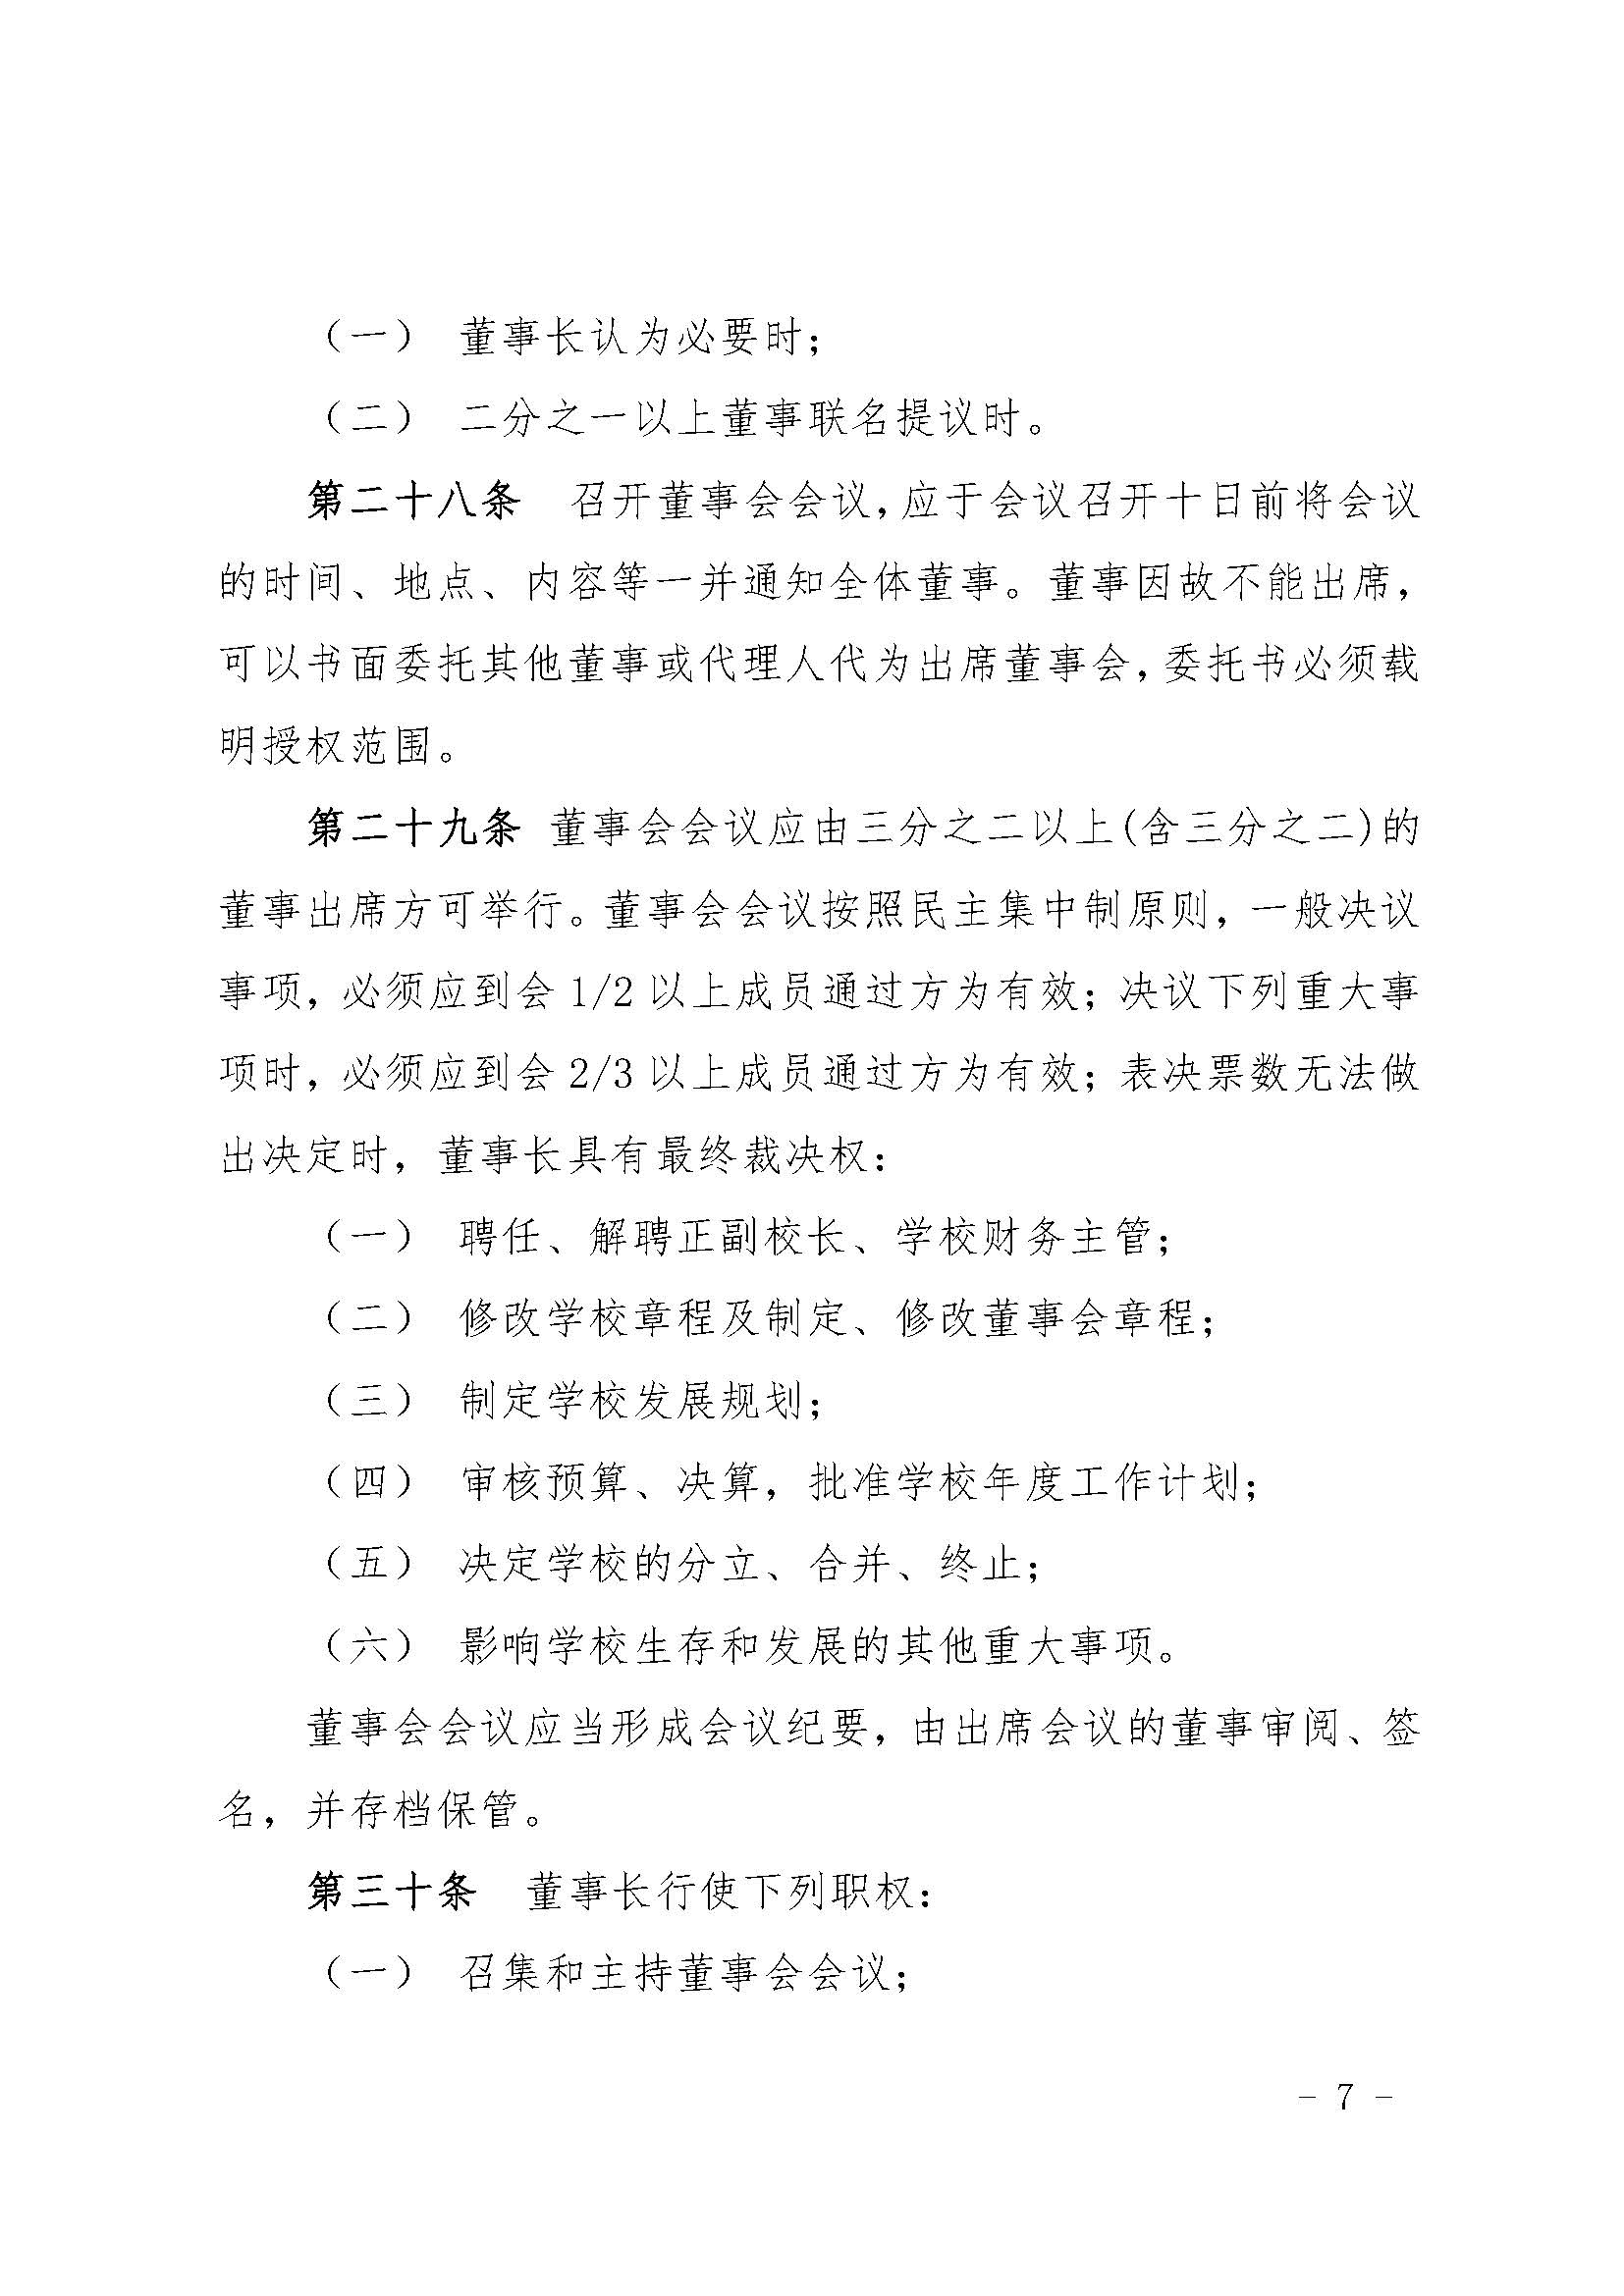 （一） 董事长认为必要时；
（二） 二分之一以上董事联名提议时。
第二十八条　召开董事会会议，应于会议召开十日前将会议
的时间、地点、内容等一并通知全体董事。董事因故不能出席，
可以书面委托其他董事或代理人代为出席董事会，委托书必须载
明授权范围。
第二十九条 董事会会议应由三分之二以上(含三分之二)的
董事出席方可举行。董事会会议按照民主集中制原则，一般决议
事项，必须应到会 1/2 以上成员通过方为有效；决议下列重大事
项时，必须应到会 2/3 以上成员通过方为有效；表决票数无法做
出决定时，董事长具有最终裁决权：
（一） 聘任、解聘正副校长、学校财务主管；
（二） 修改学校章程及制定、修改董事会章程；
（三） 制定学校发展规划；
（四） 审核预算、决算，批准学校年度工作计划；
（五） 决定学校的分立、合并、终止；
（六） 影响学校生存和发展的其他重大事项。
董事会会议应当形成会议纪要，由出席会议的董事审阅、签
名，并存档保管。
第三十条　董事长行使下列职权：
（一） 召集和主持董事会会议；
- 7 -